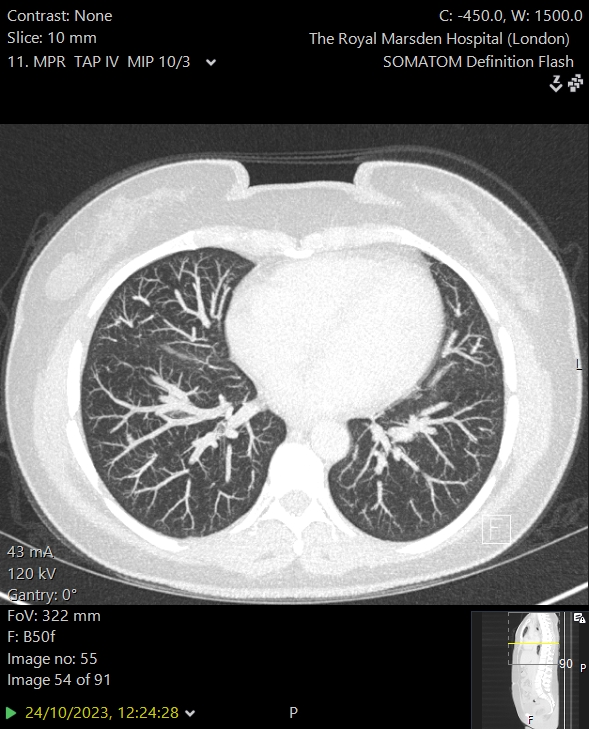 Contrast: None
Slice: 10 mm
11. MPR TAP IV MIP 10/3
C: -450.0, W: 1500.0
The Royal Marsden Hospital (London)
SOMATOM Definition Flash
L
F
43 mA
120 kV
Gantry: 0°
FoV: 322 mm
F: B50f
Image no: 55
Image 54 of 91
24/10/2023, 12:24:28
P
90
P
F